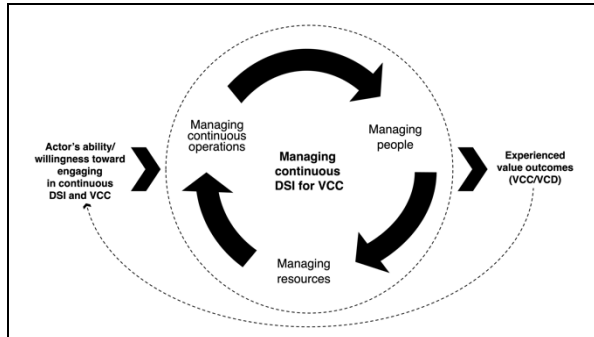 Actor's ability/
willingness toward
engaging
in continuous
DSI and VCC
Managing
continuous
operations
Managing
continuous
DSI for VCC
Managing
people
Managing
resources
Experienced
value outcomes
(VCC/VCD)